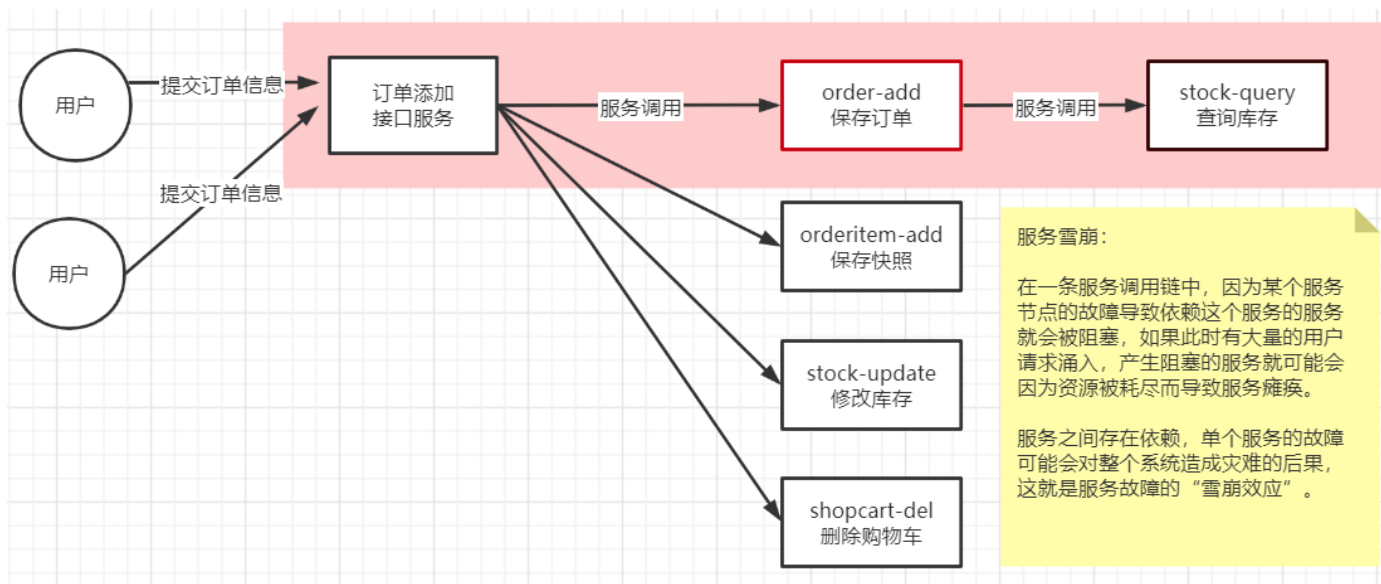 用户
提交订单信息
用户
提交订单信息
订单添加
接口服务
服务调用
order-add
保存订单
服务调用
stock-query
查询库存
orderitem-add
保存快照
stock-update
修改库存
shopcart-del
删除购物车
服务雪崩：
在一条服务调用链中，因为某个服务
节点的故障导致依赖这个服务的服务
就会被阻塞，如果此时有大量的用户
请求涌入，产生阻塞的服务就可能会
因为资源被耗尽而导致服务瘫痪。
服务之间存在依赖，单个服务的故障
可能会对整个系统造成灾难的后果，
这就是服务故障的“雪崩效应”。